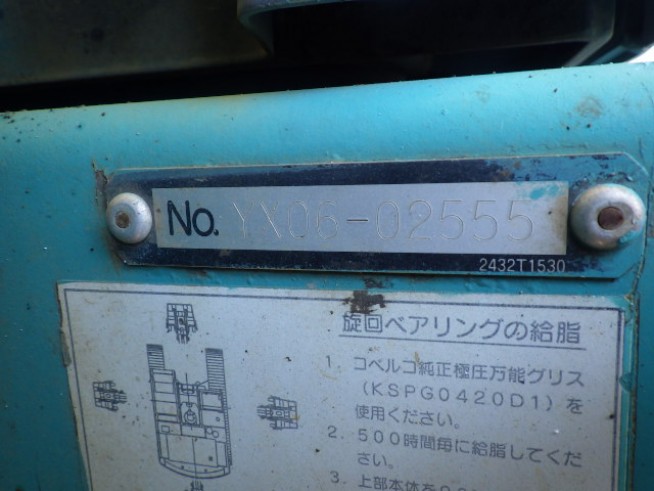 No. YX06-02555
2432T1530
旋回ベアリングの給脂
1. コベルコ純正極圧万能グリス
(KSPG0420D1)を
使用ください。
2. 500時間毎に給脂してくだ
さい。
3. 上部本体を90